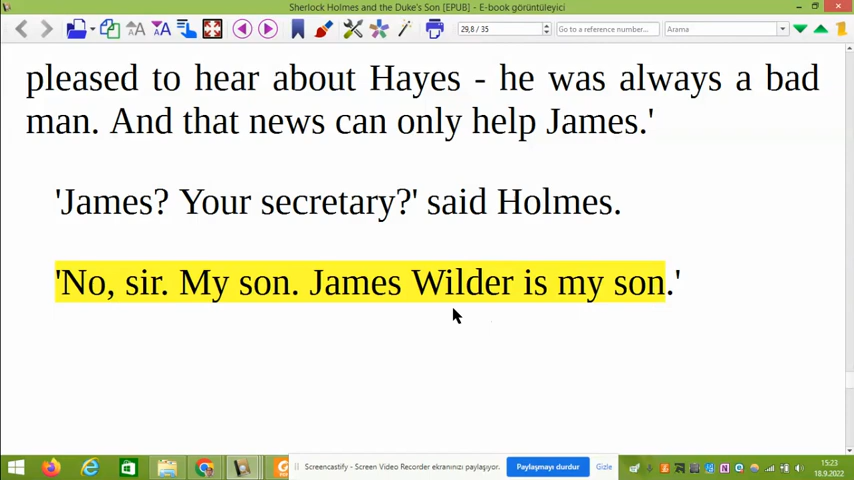 Sherlock Holmes and the Duke's Son [EPUB] - E-book görüntüleyici
29,8 / 35
Go to a reference number...
Arama
pleased to hear about Hayes - he was always a bad
man. And that news can only help James.'
'James? Your secretary?' said Holmes.
'No, sir. My son. James Wilder is my son.'
Screencastify - Screen Video Recorder ekranınızı paylaşıyor.
Paylaşmayı durdur
Gizle
15:23
18.9.2022